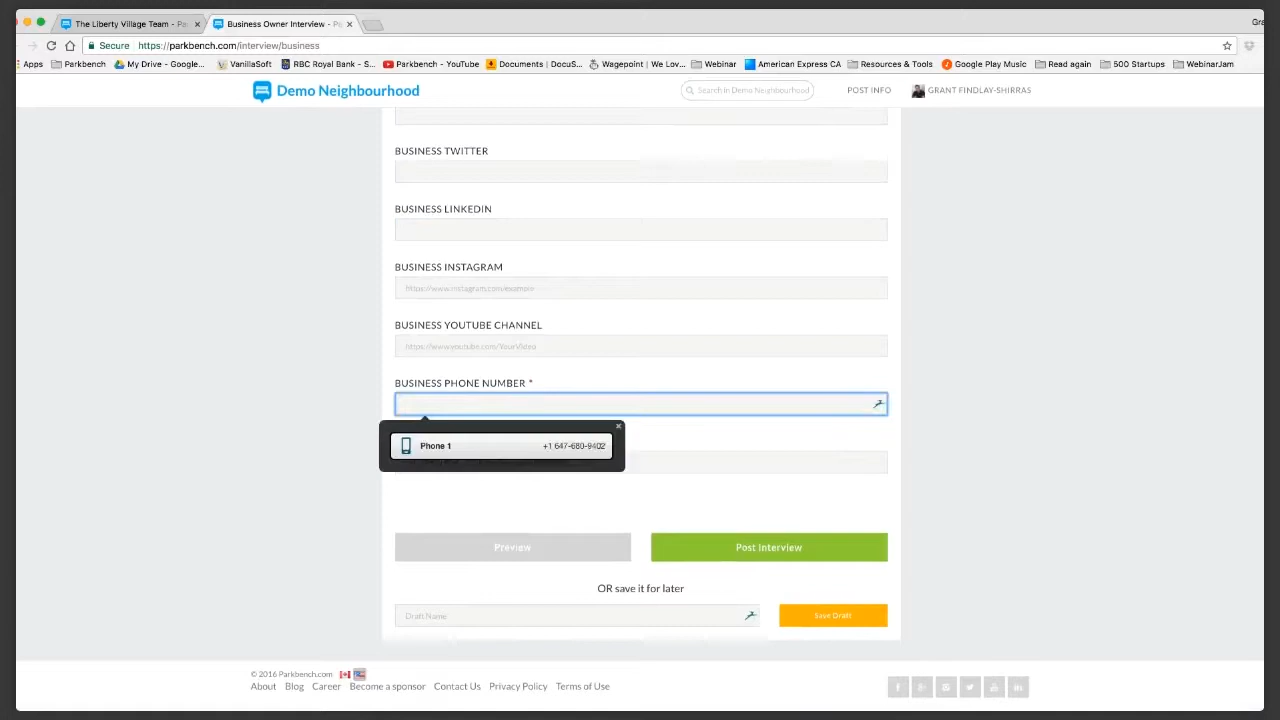 The Liberty Village Team - Pa
Business Owner Interview - Pa
Gra
Secure https://parkbench.com/interview/business
Apps Parkbench My Drive - Google... VanillaSoft RBC Royal Bank - S... Parkbench - YouTube Documents - DocuS... Wagepoint | We Lov... Webinar American Express CA Resources & Tools Google Play Music Read again 500 Startups WebinarJam
Demo Neighbourhood
Search in Demo Neighbourhood
POST INFO
GRANT FINDLAY-SHIRRAS
BUSINESS TWITTER
BUSINESS LINKEDIN
BUSINESS INSTAGRAM
https://www.instagram.com/example
BUSINESS YOUTUBE CHANNEL
https://www.youtube.com/YourVideo
BUSINESS PHONE NUMBER *
Phone 1 +1 647-680-9402
Preview
Post Interview
OR save it for later
Draft Name
Save Draft
© 2016 Parkbench.com
About Blog Career Become a sponsor Contact Us Privacy Policy Terms of Use